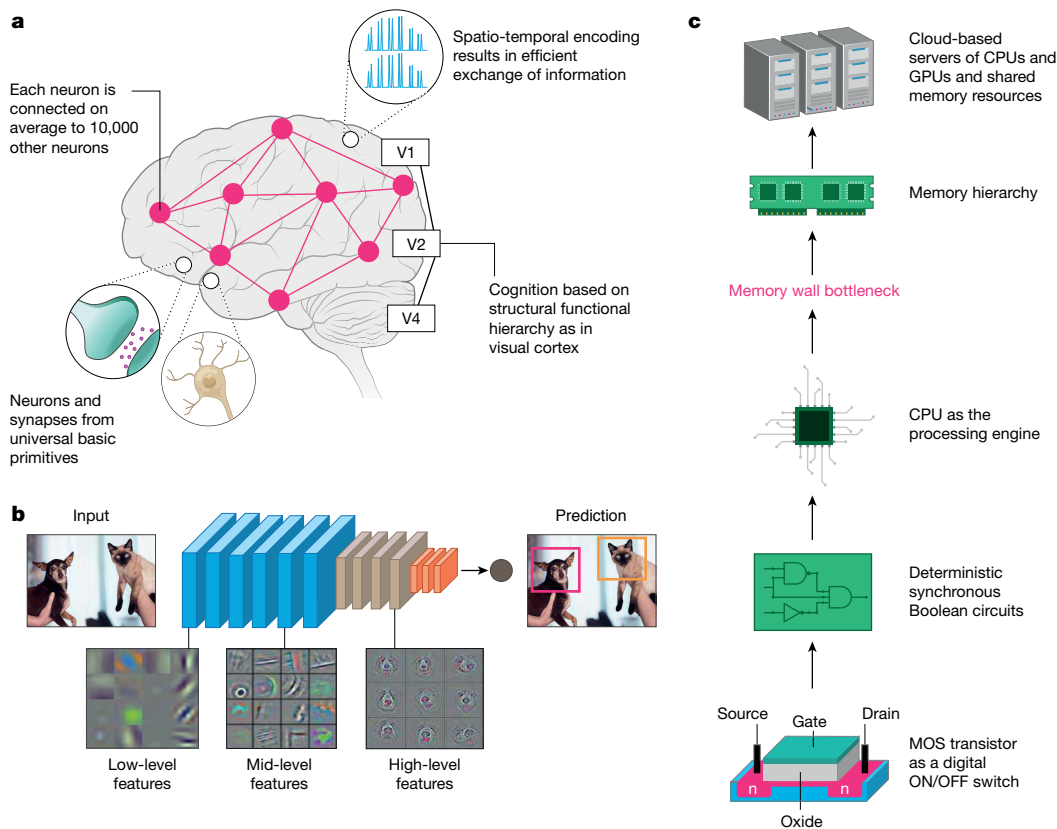 a
Spatio-temporal encoding
results in efficient
exchange of information
Each neuron is
connected on
average to 10,000
other neurons
V1
V2
V4
Cognition based on
structural functional
hierarchy as in
visual cortex
Neurons and
synapses from
universal basic
primitives
b
Input
Prediction
Low-level
features
Mid-level
features
High-level
features
c
Cloud-based
servers of CPUs and
GPUs and shared
memory resources
Memory hierarchy
Memory wall bottleneck
CPU as the
processing engine
Deterministic
synchronous
Boolean circuits
Source
Gate
Drain
MOS transistor
as a digital
ON/OFF switch
n
n
Oxide